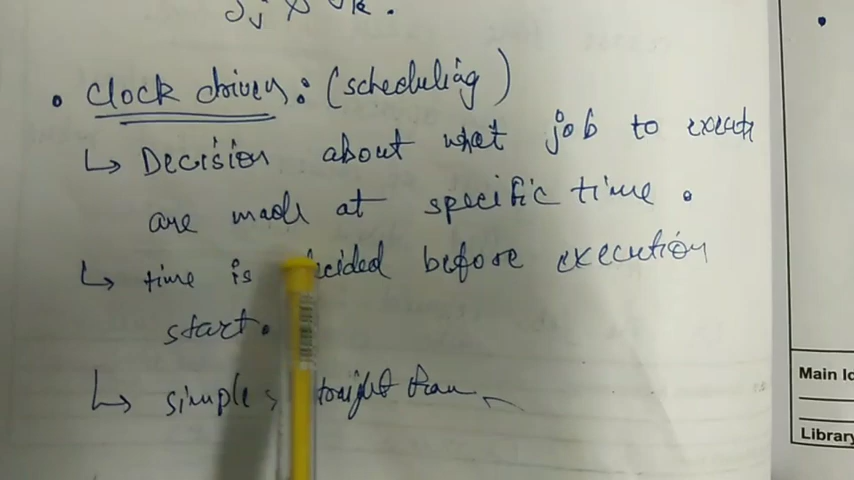 • Clock driven : (scheduling)
↳ Decision about what job to execute
are made at specific time .
↳ time is decided before execution
start.
↳ simple straight
Main
Library